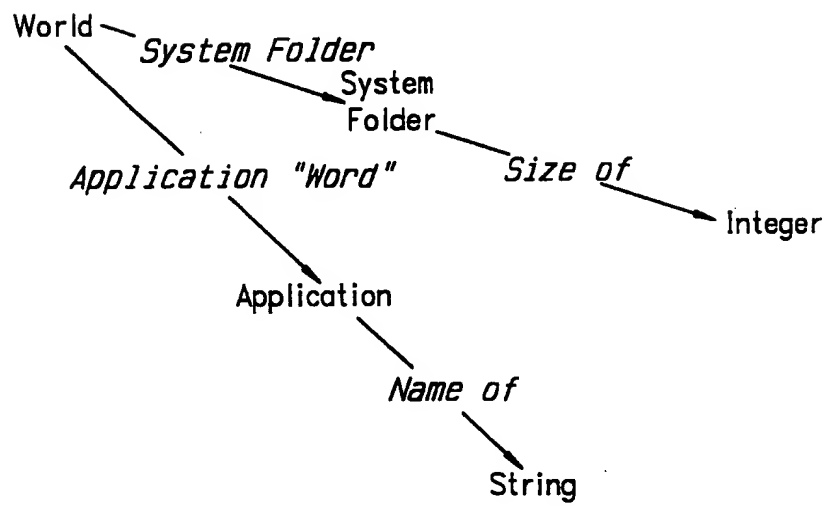 World
System Folder
System
Folder
Size of
Application "Word"
Integer
Application
Name of
String